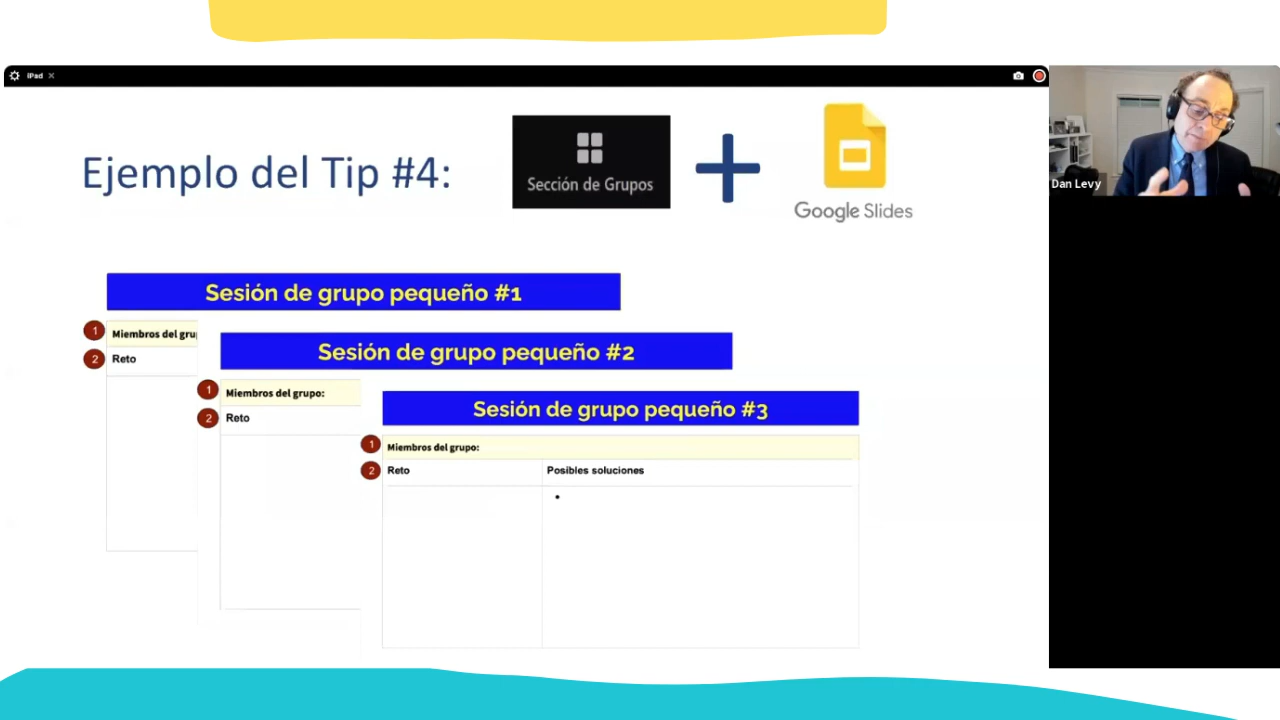 iPad
Ejemplo del Tip #4:
Sección de Grupos
Google Slides
Dan Levy
Sesión de grupo pequeño #1
1 Miembros del gru
2 Reto
Sesión de grupo pequeño #2
1 Miembros del grupo:
2 Reto
Sesión de grupo pequeño #3
1 Miembros del grupo:
2 Reto Posibles soluciones